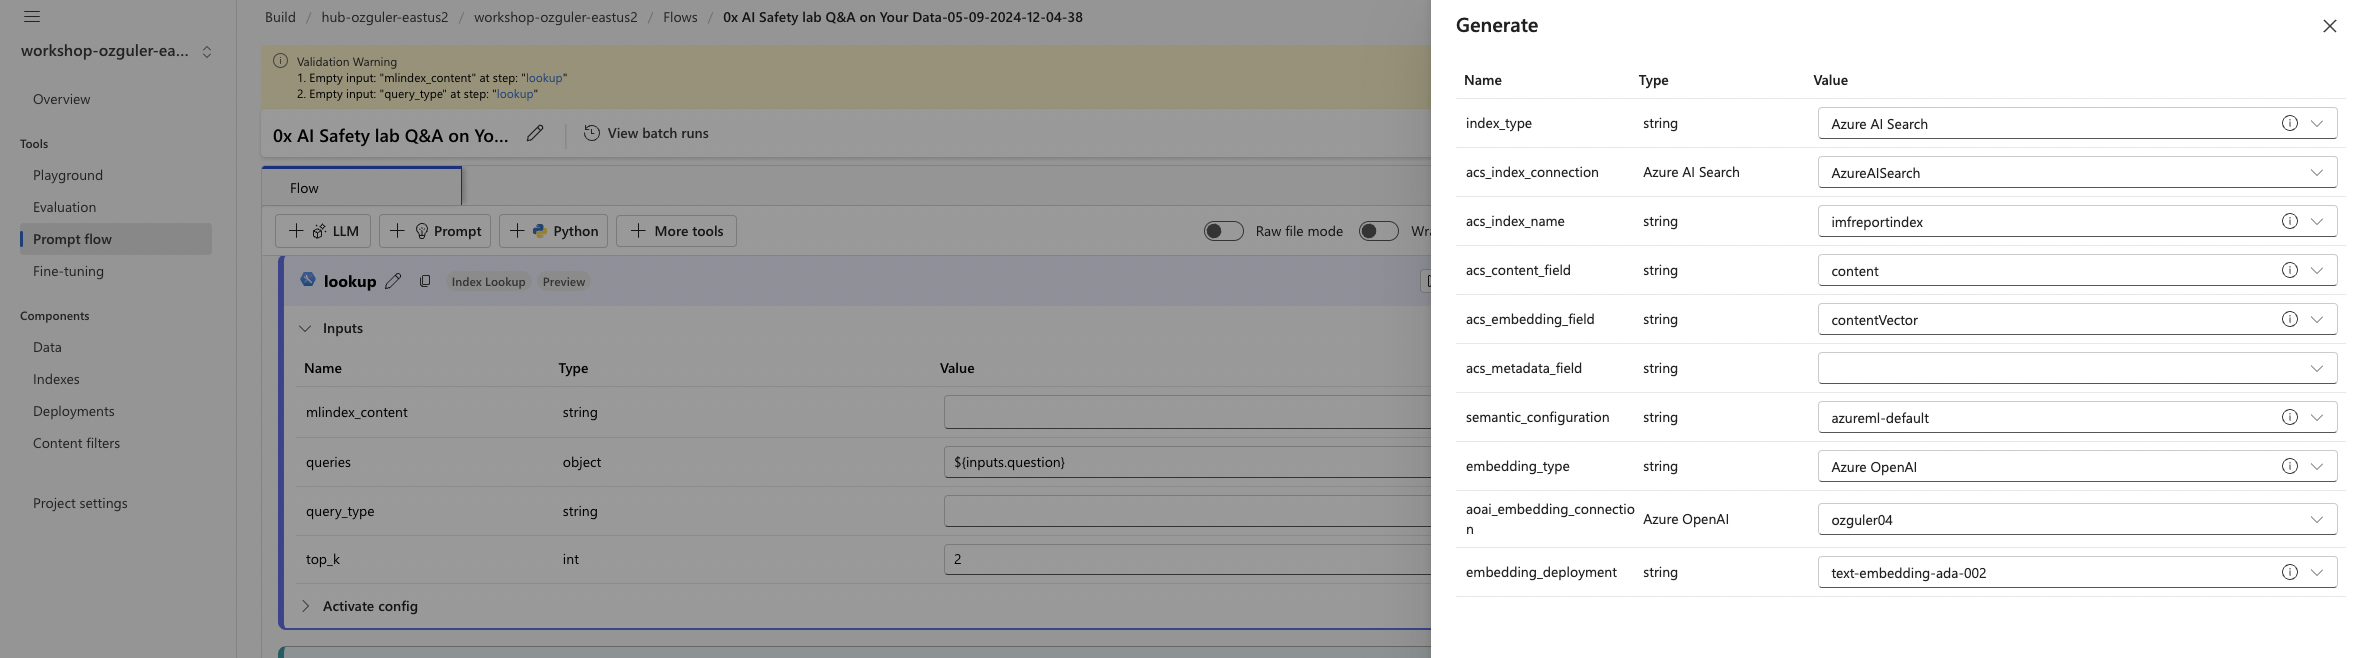 Build / hub-ozguler-eastus2 / workshop-ozguler-eastus2 / Flows / 0x AI Safety lab Q&A on Your Data-05-09-2024-12-04-38
workshop-ozguler-ea...
Overview
Tools
Playground
Evaluation
Prompt flow
Fine-tuning
Components
Data
Indexes
Deployments
Content filters
Project settings
Validation Warning
1. Empty input: "mlindex_content" at step: "lookup"
2. Empty input: "query_type" at step: "lookup"
0x AI Safety lab Q&A on Yo... View batch runs
Flow
LLM Prompt Python More tools Raw file mode
lookup Index Lookup Preview
Inputs
Name Type Value
mlindex_content string
queries object ${inputs.question}
query_type string
top_k int 2
Activate config
Generate
Name Type Value
index_type string Azure AI Search
acs_index_connection Azure AI Search AzureAISearch
acs_index_name string imfreportindex
acs_content_field string content
acs_embedding_field string contentVector
acs_metadata_field string
semantic_configuration string azureml-default
embedding_type string Azure OpenAI
aoai_embedding_connectio
n Azure OpenAI ozguler04
embedding_deployment string text-embedding-ada-002